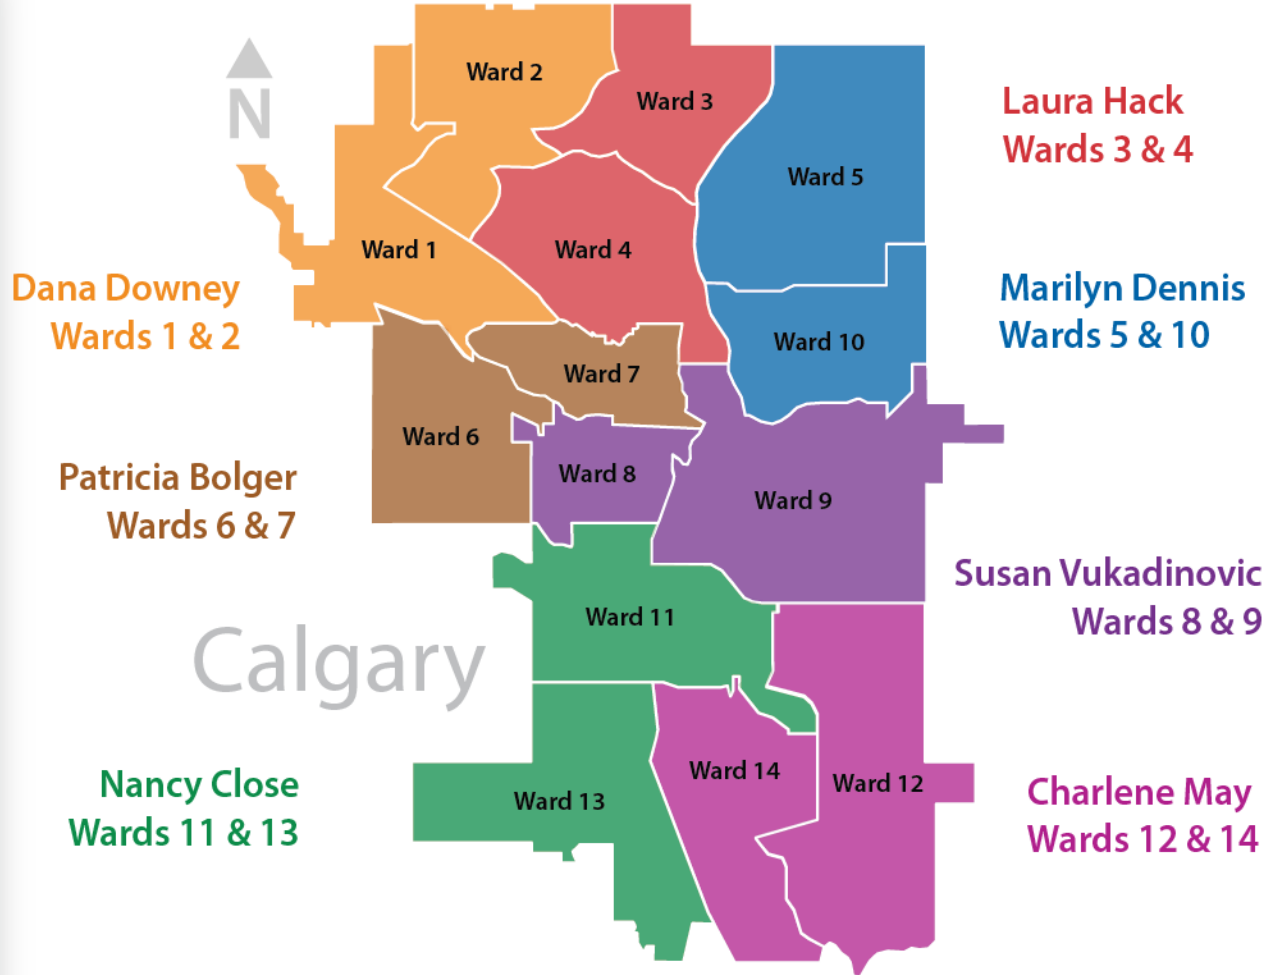 N
Ward 2
Ward 3
Laura Hack
Wards 3 & 4
Ward 5
Ward 1
Ward 4
Dana Downey
Wards 1 & 2
Marilyn Dennis
Wards 5 & 10
Ward 10
Ward 7
Ward 6
Ward 8
Patricia Bolger
Wards 6 & 7
Ward 9
Susan Vukadinovic
Wards 8 & 9
Ward 11
Calgary
Ward 14
Ward 12
Ward 13
Nancy Close
Wards 11 & 13
Charlene May
Wards 12 & 14